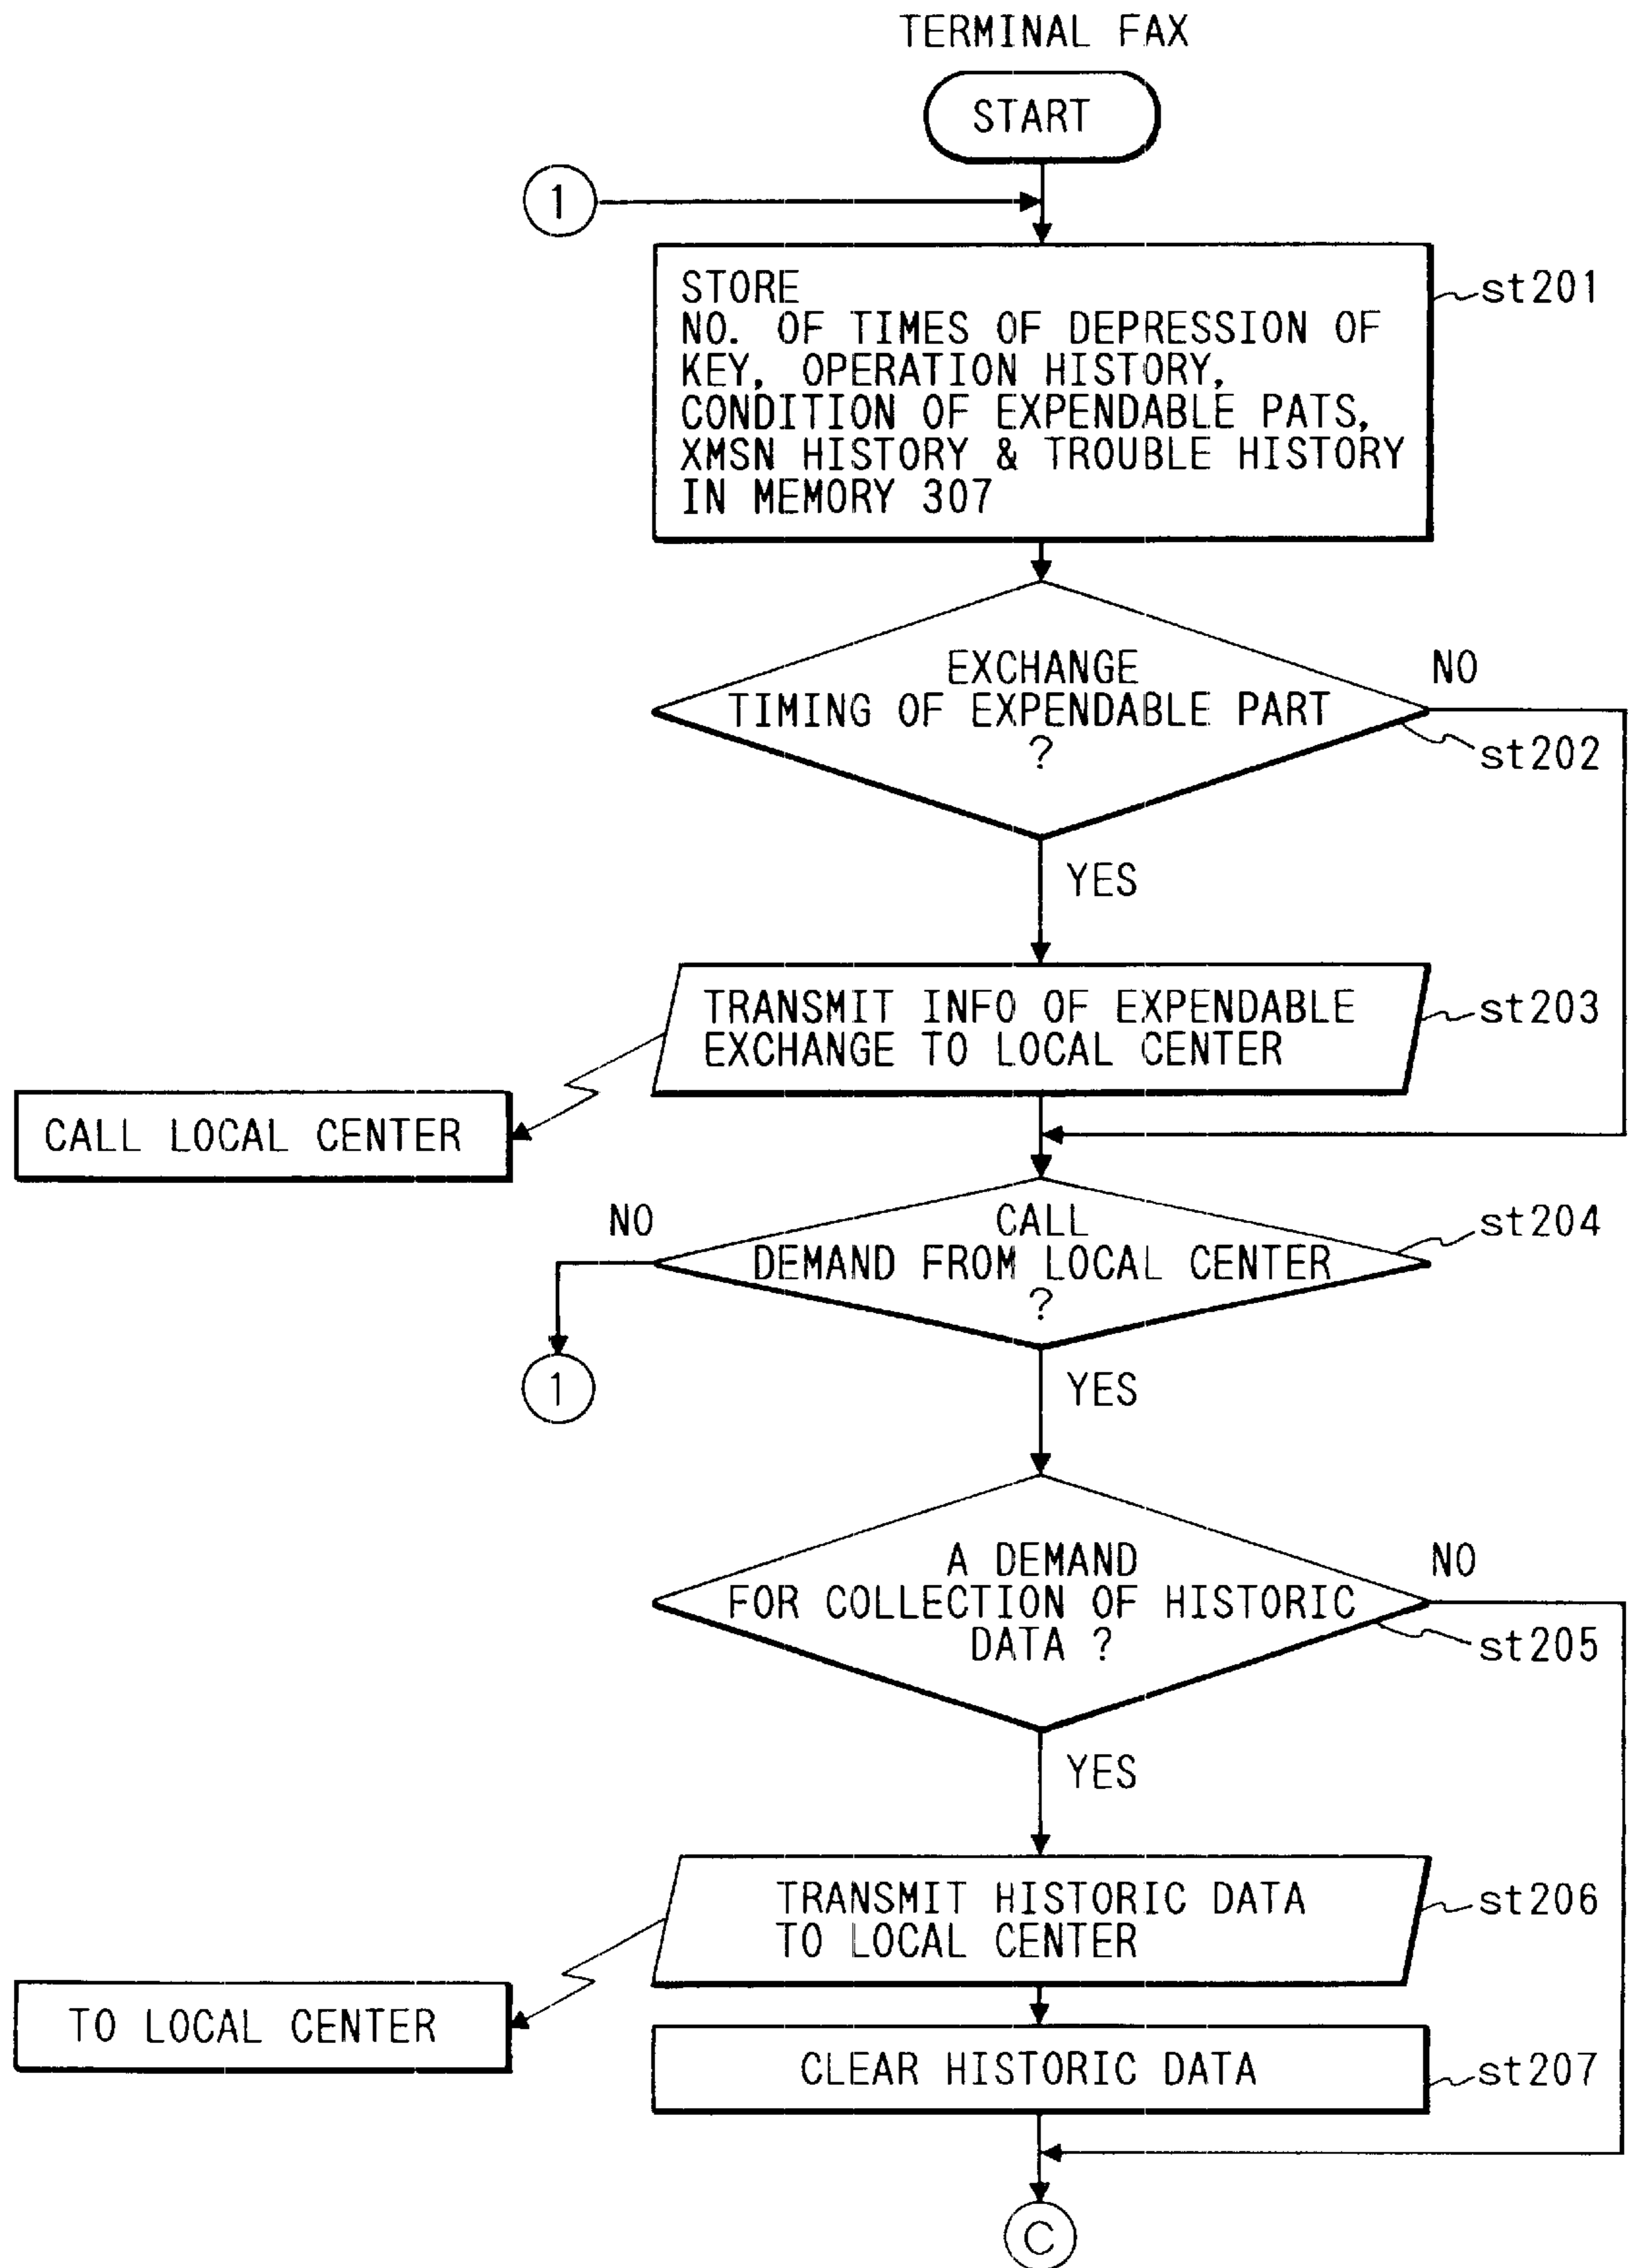 TERMINAL FAX
START
1
STORE
NO. OF TIMES OF DEPRESSION OF
KEY, OPERATION HISTORY,
CONDITION OF EXPENDABLE PATS,
XMSN HISTORY & TROUBLE HISTORY
IN MEMORY 307
st201
EXCHANGE
TIMING OF EXPENDABLE PART
?
NO
st202
YES
TRANSMIT INFO OF EXPENDABLE
EXCHANGE TO LOCAL CENTER
st203
CALL LOCAL CENTER
CALL
DEMAND FROM LOCAL CENTER
?
NO
st204
1
YES
A DEMAND
FOR COLLECTION OF HISTORIC
DATA ?
NO
st205
YES
TRANSMIT HISTORIC DATA
TO LOCAL CENTER
st206
TO LOCAL CENTER
CLEAR HISTORIC DATA
st207
C